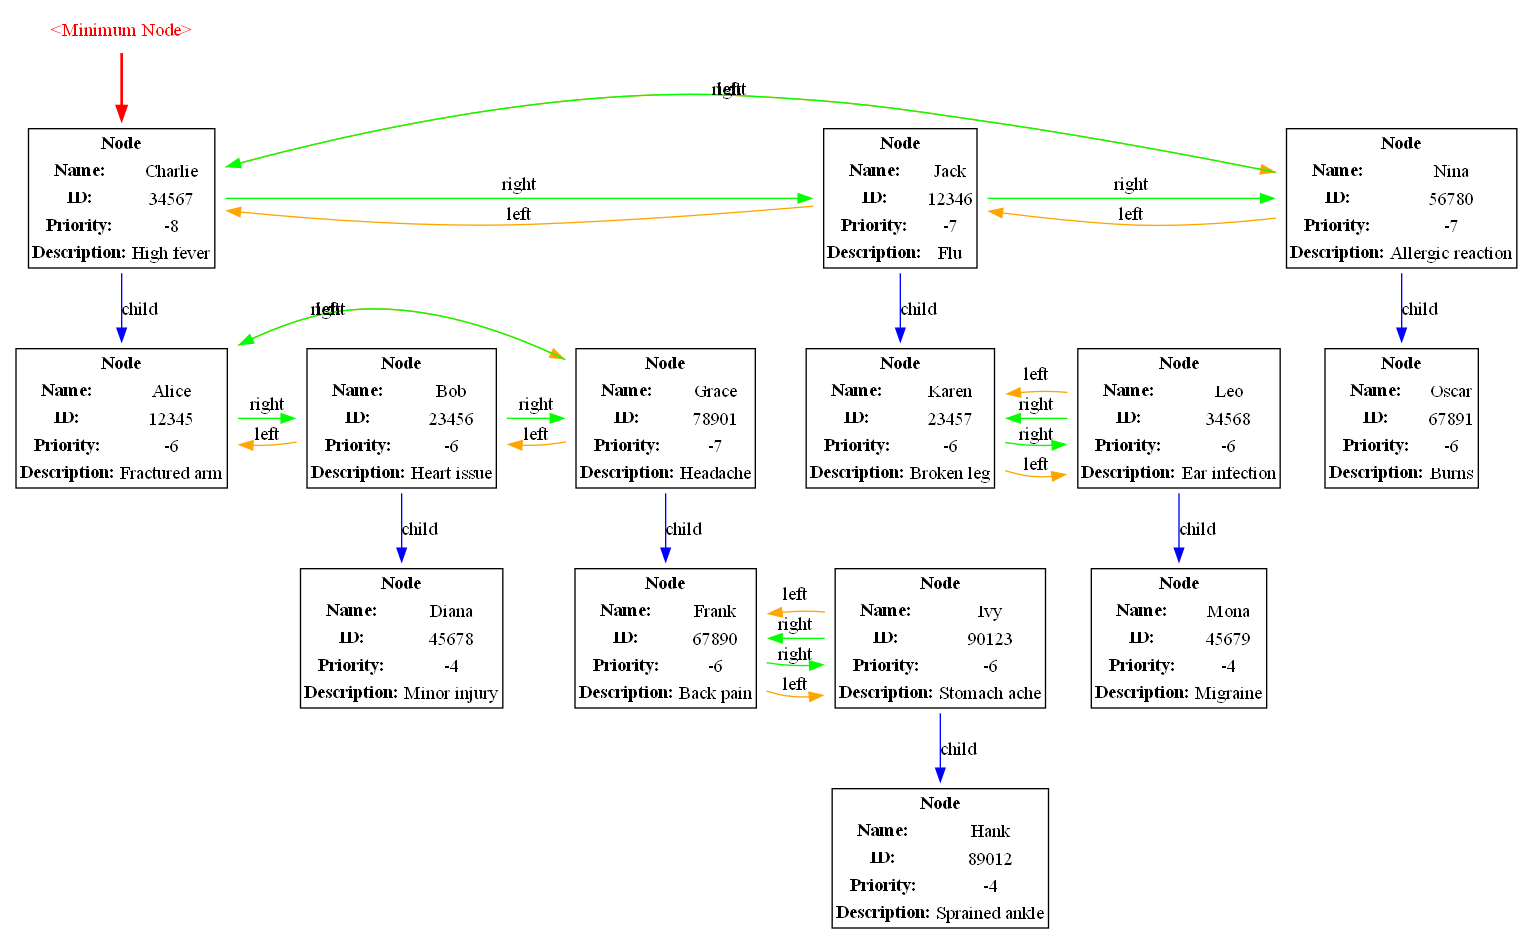 <Minimum Node>
left
right
Node
Name: Charlie
ID: 34567
Priority: -8
Description: High fever
right
left
Node
Name: Jack
ID: 12346
Priority: -7
Description: Flu
right
left
Node
Name: Nina
ID: 56780
Priority: -7
Description: Allergic reaction
child
left
right
child
child
Node
Name: Alice
ID: 12345
Priority: -6
Description: Fractured arm
right
left
Node
Name: Bob
ID: 23456
Priority: -6
Description: Heart issue
right
left
Node
Name: Grace
ID: 78901
Priority: -7
Description: Headache
Node
Name: Karen
ID: 23457
Priority: -6
Description: Broken leg
left
right
right
left
Node
Name: Leo
ID: 34568
Priority: -6
Description: Ear infection
Node
Name: Oscar
ID: 67891
Priority: -6
Description: Burns
child
child
child
Node
Name: Diana
ID: 45678
Priority: -4
Description: Minor injury
Node
Name: Frank
ID: 67890
Priority: -6
Description: Back pain
left
right
right
left
Node
Name: Ivy
ID: 90123
Priority: -6
Description: Stomach ache
Node
Name: Mona
ID: 45679
Priority: -4
Description: Migraine
child
Node
Name: Hank
ID: 89012
Priority: -4
Description: Sprained ankle